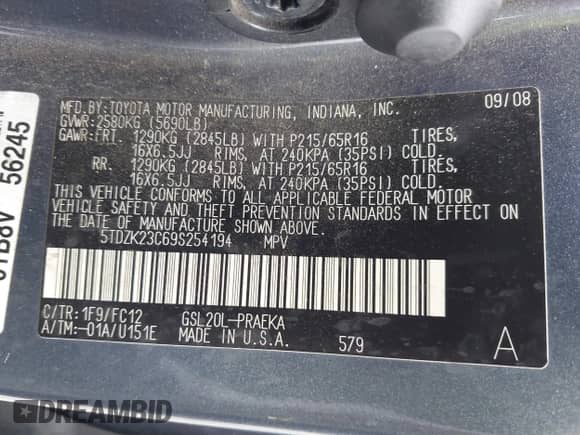 MFD.BY:TOYOTA MOTOR MANUFACTURING, INDIANA, INC. 09/08
GVWR:2580KG (5690LB)
GAWR:FRT. 1290KG (2845LB) WITH P215/65R16 TIRES,
16X6.5JJ RIMS, AT 240KPA (35PSI) COLD.
RR. 1290KG (2845LB) WITH P215/65R16 TIRES,
16X6.5JJ RIMS, AT 240KPA (35PSI) COLD.
THIS VEHICLE CONFORMS TO ALL APPLICABLE FEDERAL MOTOR
VEHICLE SAFETY AND THEFT PREVENTION STANDARDS IN EFFECT ON
THE DATE OF MANUFACTURE SHOWN ABOVE.
5TDZK23C69S254194 MPV
C/TR:1F9/FC12 GSL20L-PRAEKA
A/TM:-01A/U151E MADE IN U.S.A. 579 A
56245
DREAMBID